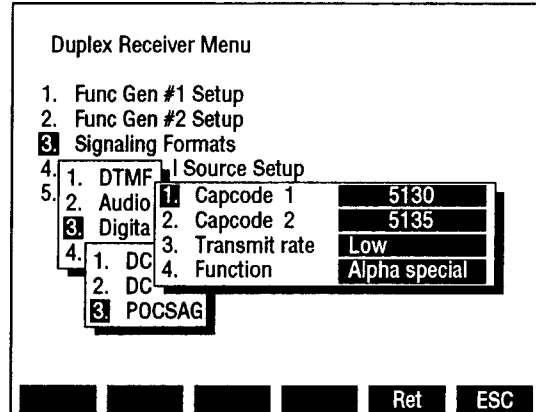 Duplex Receiver Menu
1. Func Gen #1 Setup
2. Func Gen #2 Setup
3. Signaling Formats
4. l Source Setup
5.
1. DTMF
2. Audio
3. Digita
4.
1. DC
2. DC
3. POCSAG
1. Capcode 1 5130
2. Capcode 2 5135
3. Transmit rate Low
4. Function Alpha special
Ret ESC